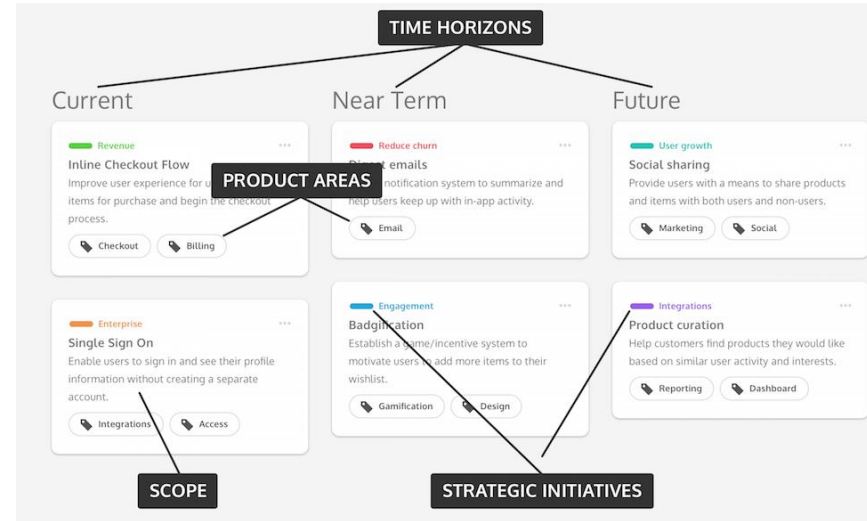 TIME HORIZONS
Current
Near Term
Future
Revenue
Inline Checkout Flow
Improve user experience for u
items for purchase and begin the checkout
process.
Checkout
Billing
Enterprise
Single Sign On
Enable users to sign in and see their profile
information without creating a separate
account.
Integrations
Access
PRODUCT AREAS
Reduce churn
Digest emails
notification system to summarize and
help users keep up with in-app activity.
Email
Engagement
Badgification
Establish a game/incentive system to
motivate users to add more items to their
wishlist.
Gamification
Design
User growth
Social sharing
Provide users with a means to share products
and items with both users and non-users.
Marketing
Social
Integrations
Product curation
Help customers find products they would like
based on similar user activity and interests.
Reporting
Dashboard
SCOPE
STRATEGIC INITIATIVES